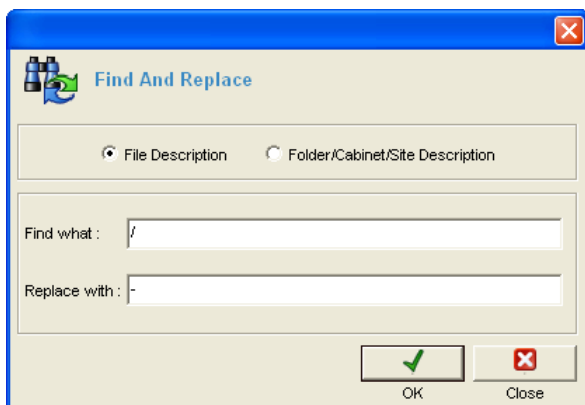 Find And Replace
File Description Folder/Cabinet/Site Description
Find what : /
Replace with : -
OK Close